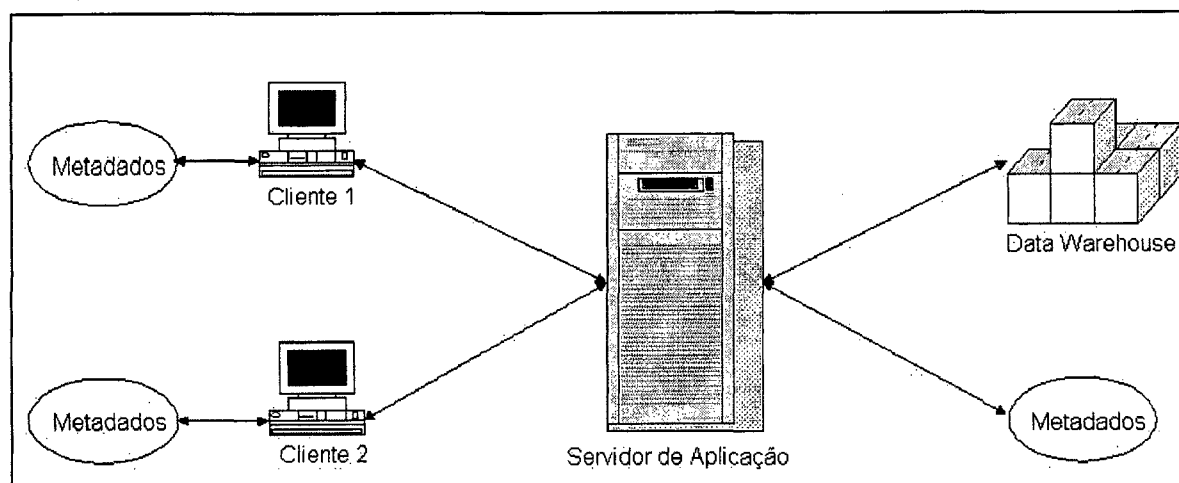 Metadados
Cliente 1
Data Warehouse
Metadados
Cliente 2
Servidor de Aplicação
Metadados